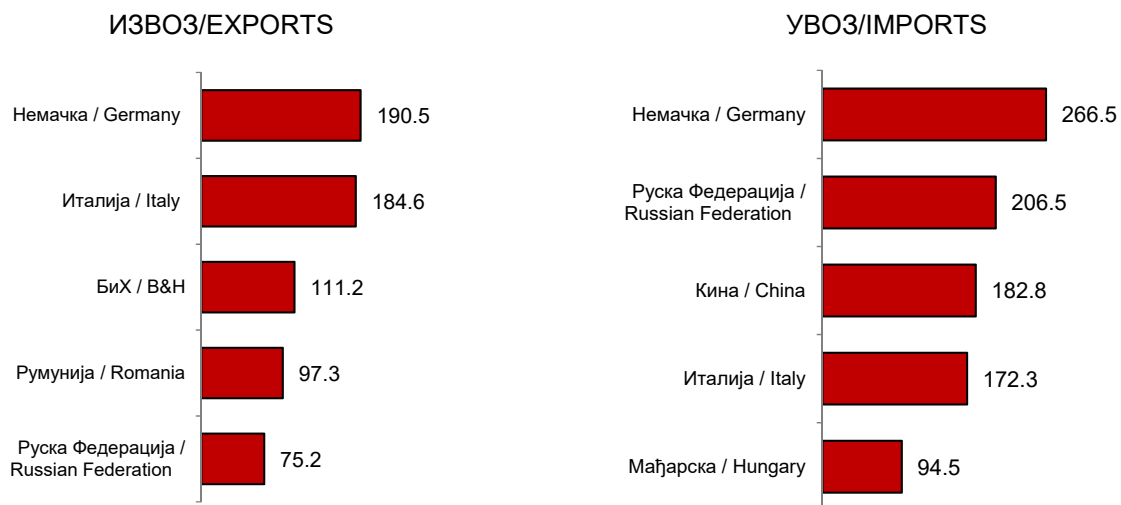 ИЗВОЗ/EXPORTS
Немачка / Germany
190.5
Италија / Italy
184.6
БиХ / B&H
111.2
Румунија / Romania
97.3
Руска Федерација /
Russian Federation
75.2
УВОЗ/IMPORTS
Немачка / Germany
266.5
Руска Федерација /
Russian Federation
206.5
Кина / China
182.8
Италија / Italy
172.3
Мађарска / Hungary
94.5